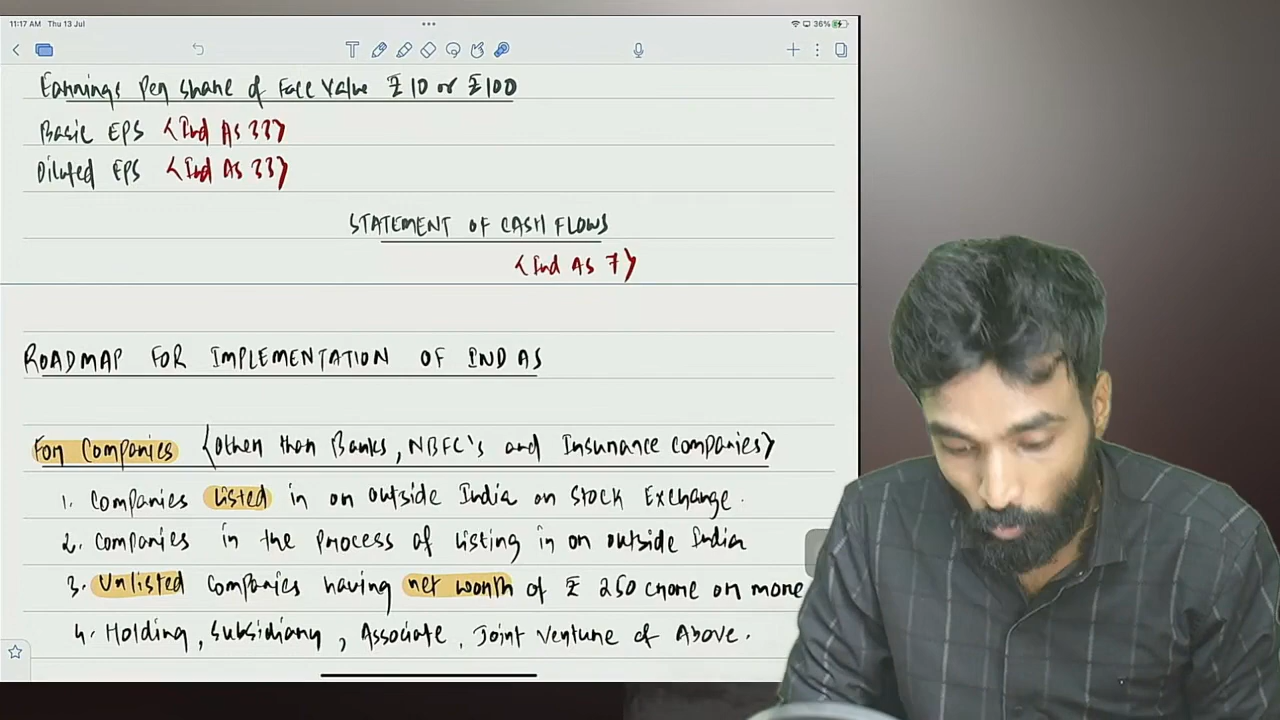 11:17 AM Thu 13 Jul
36%
Earnings Per share of Face Value ₹10 or ₹100
Basic EPS <Ind As 33>
Diluted EPS <Ind As 33>
STATEMENT OF CASH FLOWS
<Ind AS 7>
ROADMAP FOR IMPLEMENTATION OF IND AS
For Companies {Other than Banks, NBFC's and Insurance companies}
1. Companies listed in or outside India on Stock Exchange.
2. Companies in the process of listing in or outside India
3. Unlisted Companies having net worth of ₹ 250 crore or more
4. Holding, Subsidiary, Associate, Joint Venture of Above.